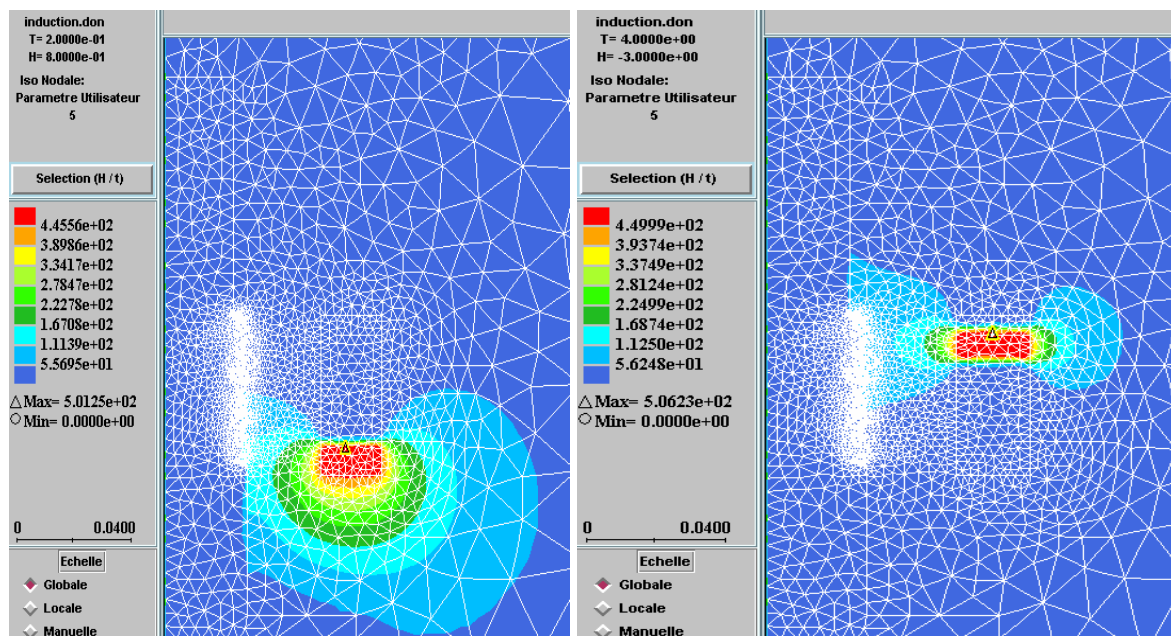 induction.don
T= 2.0000e-01
H= 8.0000e-01
Iso Nodale:
Parametre Utilisateur
5
Selection (H / t)
4.4556e+02
3.8986e+02
3.3417e+02
2.7847e+02
2.2278e+02
1.6708e+02
1.1139e+02
5.5695e+01
Max= 5.0125e+02
Min= 0.0000e+00
0 0.0400
Echelle
Globale
Locale
Manuelle
induction.don
T= 4.0000e+00
H= -3.0000e+00
Iso Nodale:
Parametre Utilisateur
5
Selection (H / t)
4.4999e+02
3.9374e+02
3.3749e+02
2.8124e+02
2.2499e+02
1.6874e+02
1.1250e+02
5.6248e+01
Max= 5.0623e+02
Min= 0.0000e+00
0 0.0400
Echelle
Globale
Locale
Manuelle